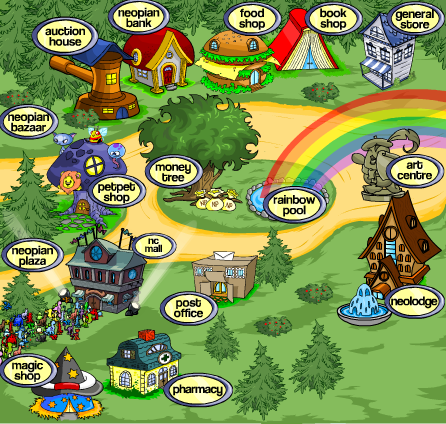 neopian
bank
food
shop
book
shop
general
store
auction
house
neopian
bazaar
money
tree
art
centre
petpet
shop
rainbow
pool
neopian
plaza
nc
mall
post
office
neolodge
magic
shop
pharmacy